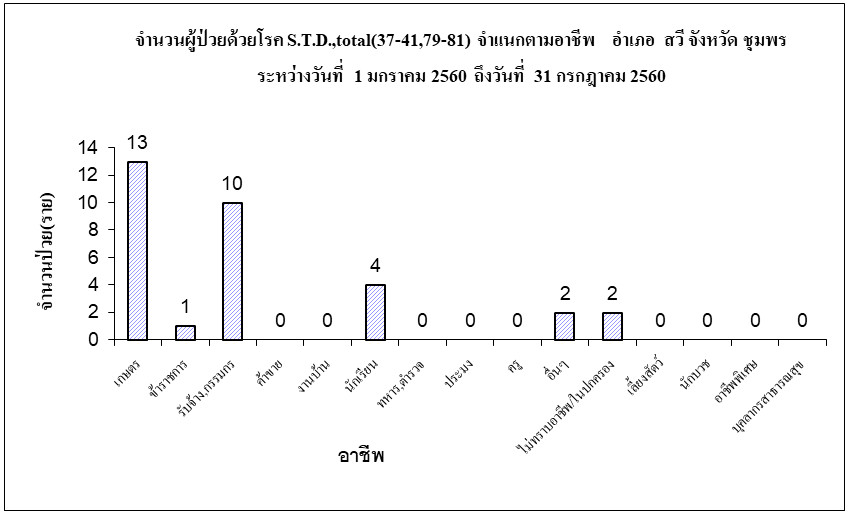 จำนวนผู้ป่วยด้วยโรค S.T.D.,total(37-41,79-81) จำแนกตามอาชีพ อำเภอ สวี จังหวัด ชุมพร
ระหว่างวันที่ 1 มกราคม 2560 ถึงวันที่ 31 กรกฎาคม 2560
จำนวนป่วย(ราย)
14
12
10
8
6
4
2
0
13
1
10
0
0
4
0
0
0
2
2
0
0
0
0
เกษตร
ข้าราชการ
รับจ้าง,กรรมกร
ค้าขาย
งานบ้าน
นักเรียน
ทหาร,ตำรวจ
ประมง
ครู
อื่นๆ
ไม่ทราบอาชีพ/ในปกครอง
เลี้ยงสัตว์
นักบวช
อาชีพพิเศษ
บุคลากรสาธารณสุข
อาชีพ